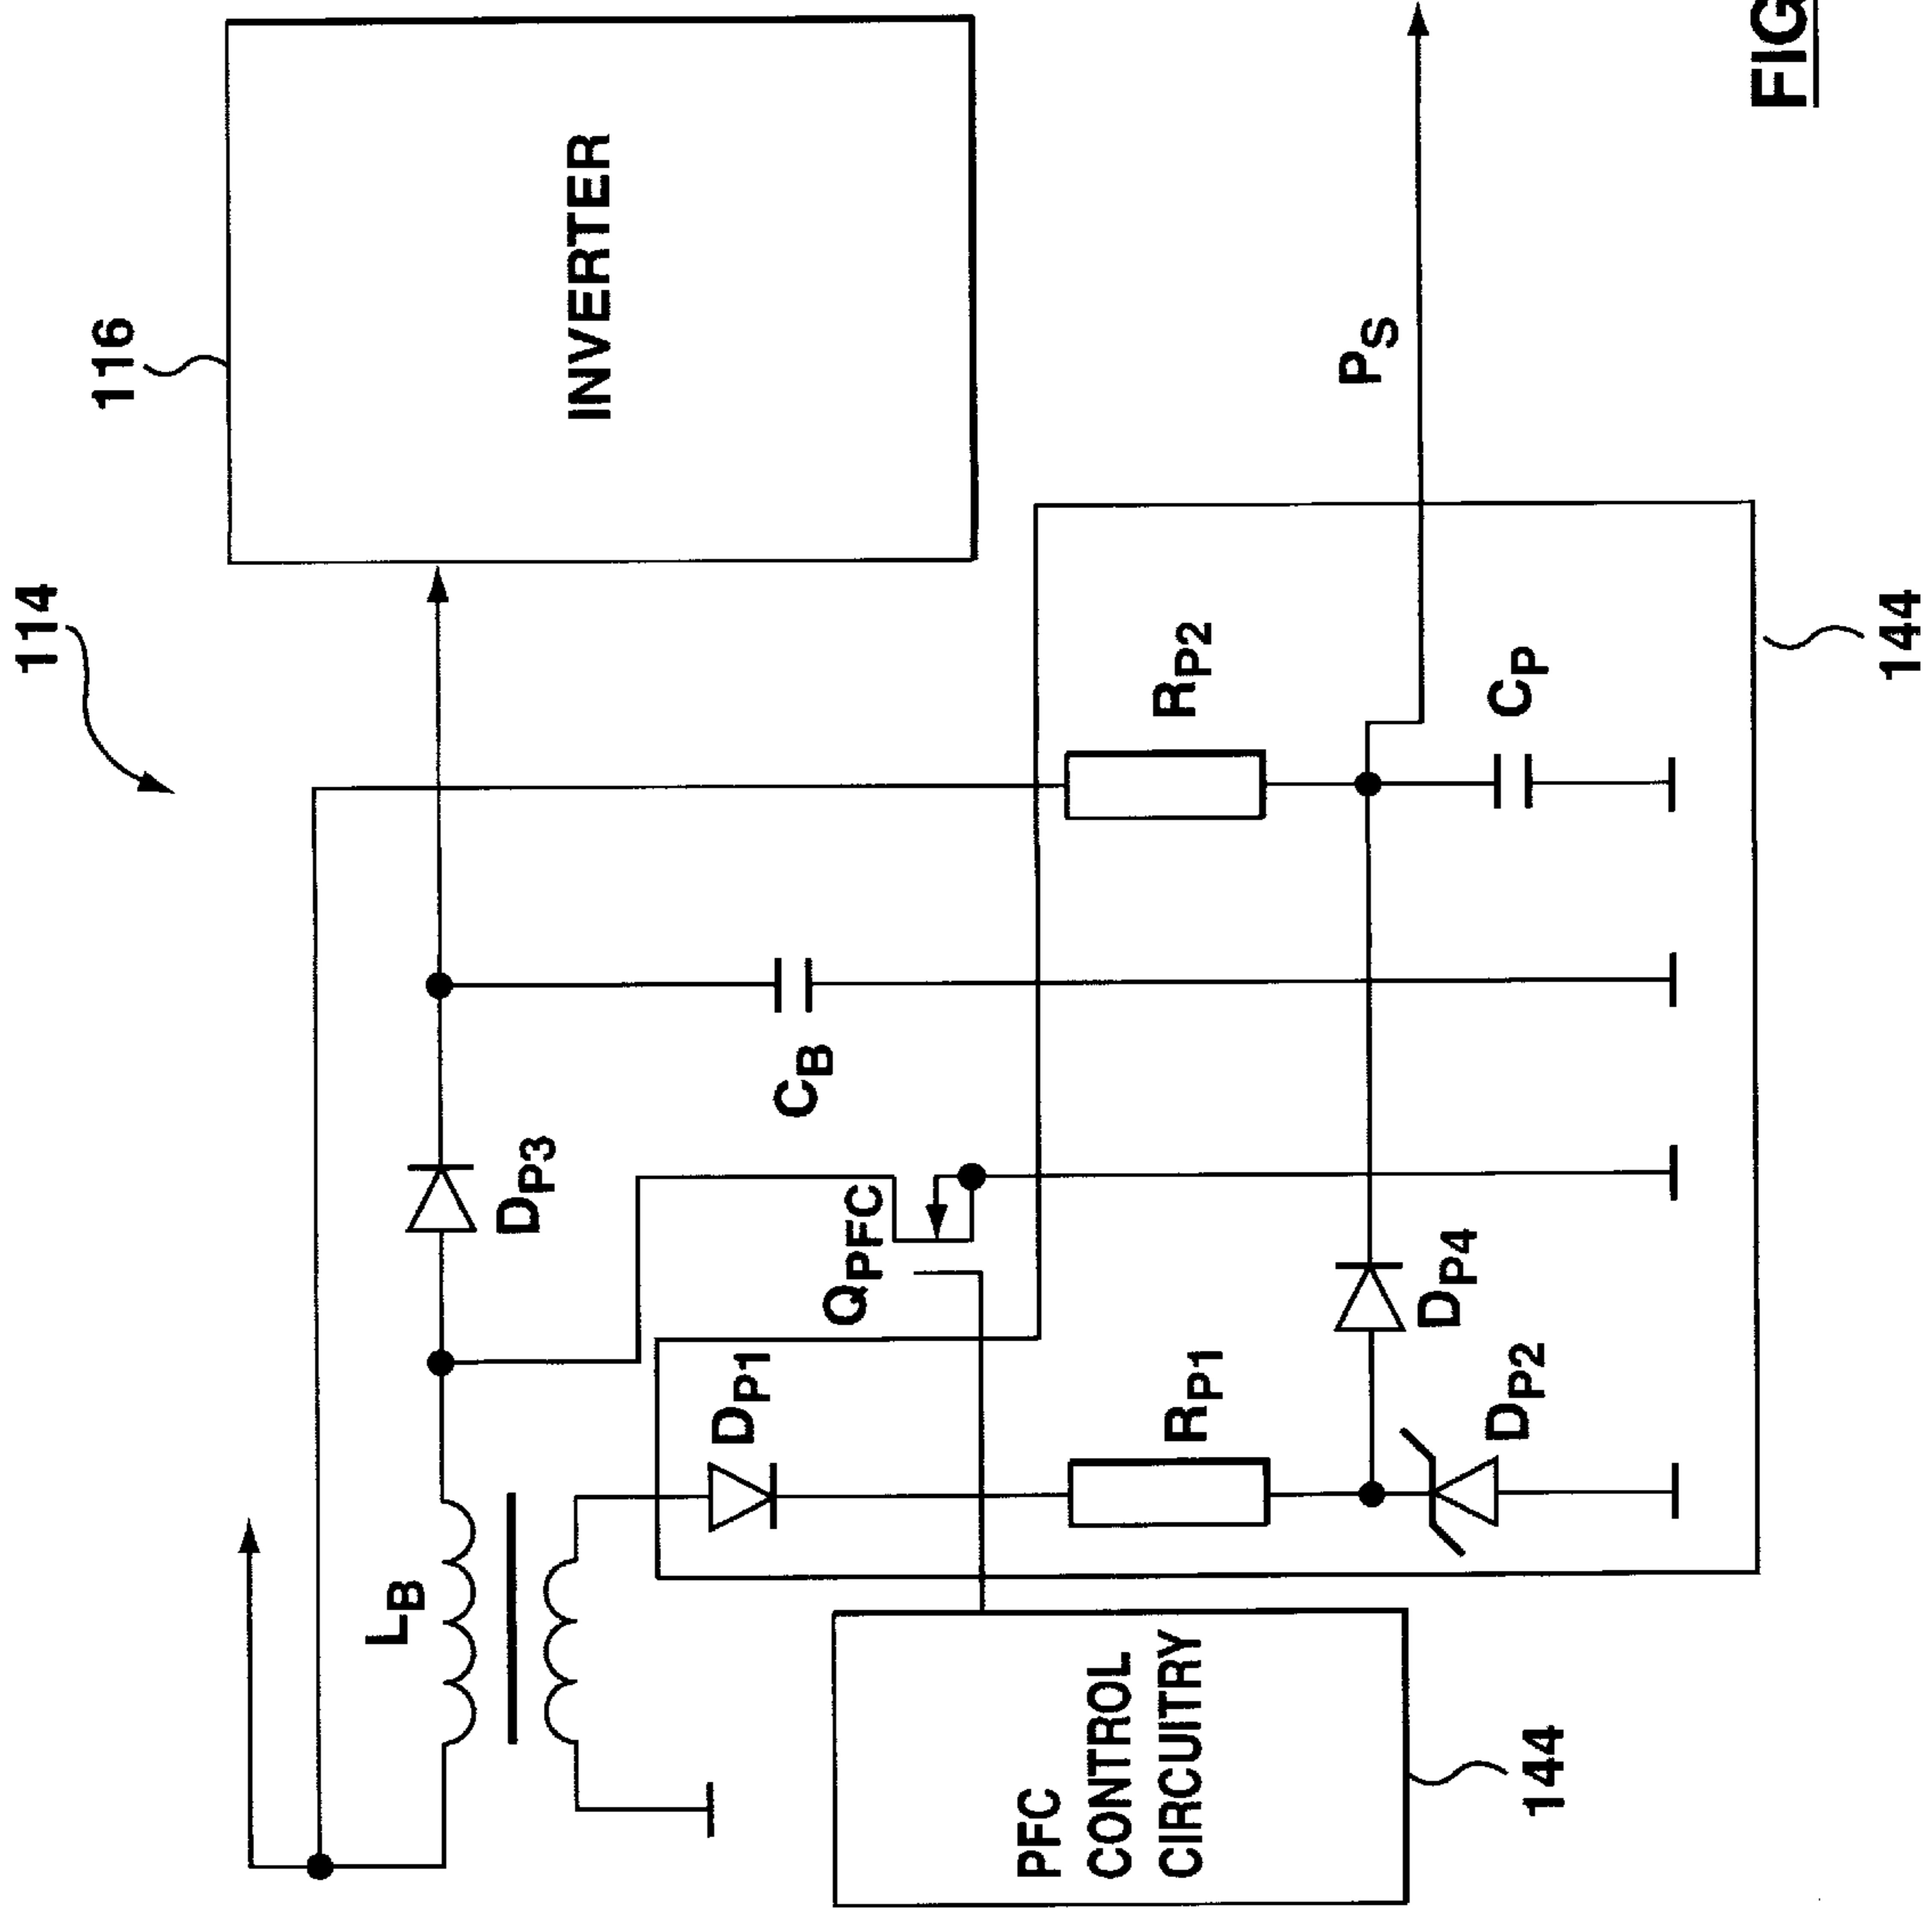 114
116
INVERTER
LB
DP3
CB
QPFC
DP1
RP1
RP2
PS
DP4
DP2
CP
PFC
CONTROL
CIRCUITRY
144
144
FIG